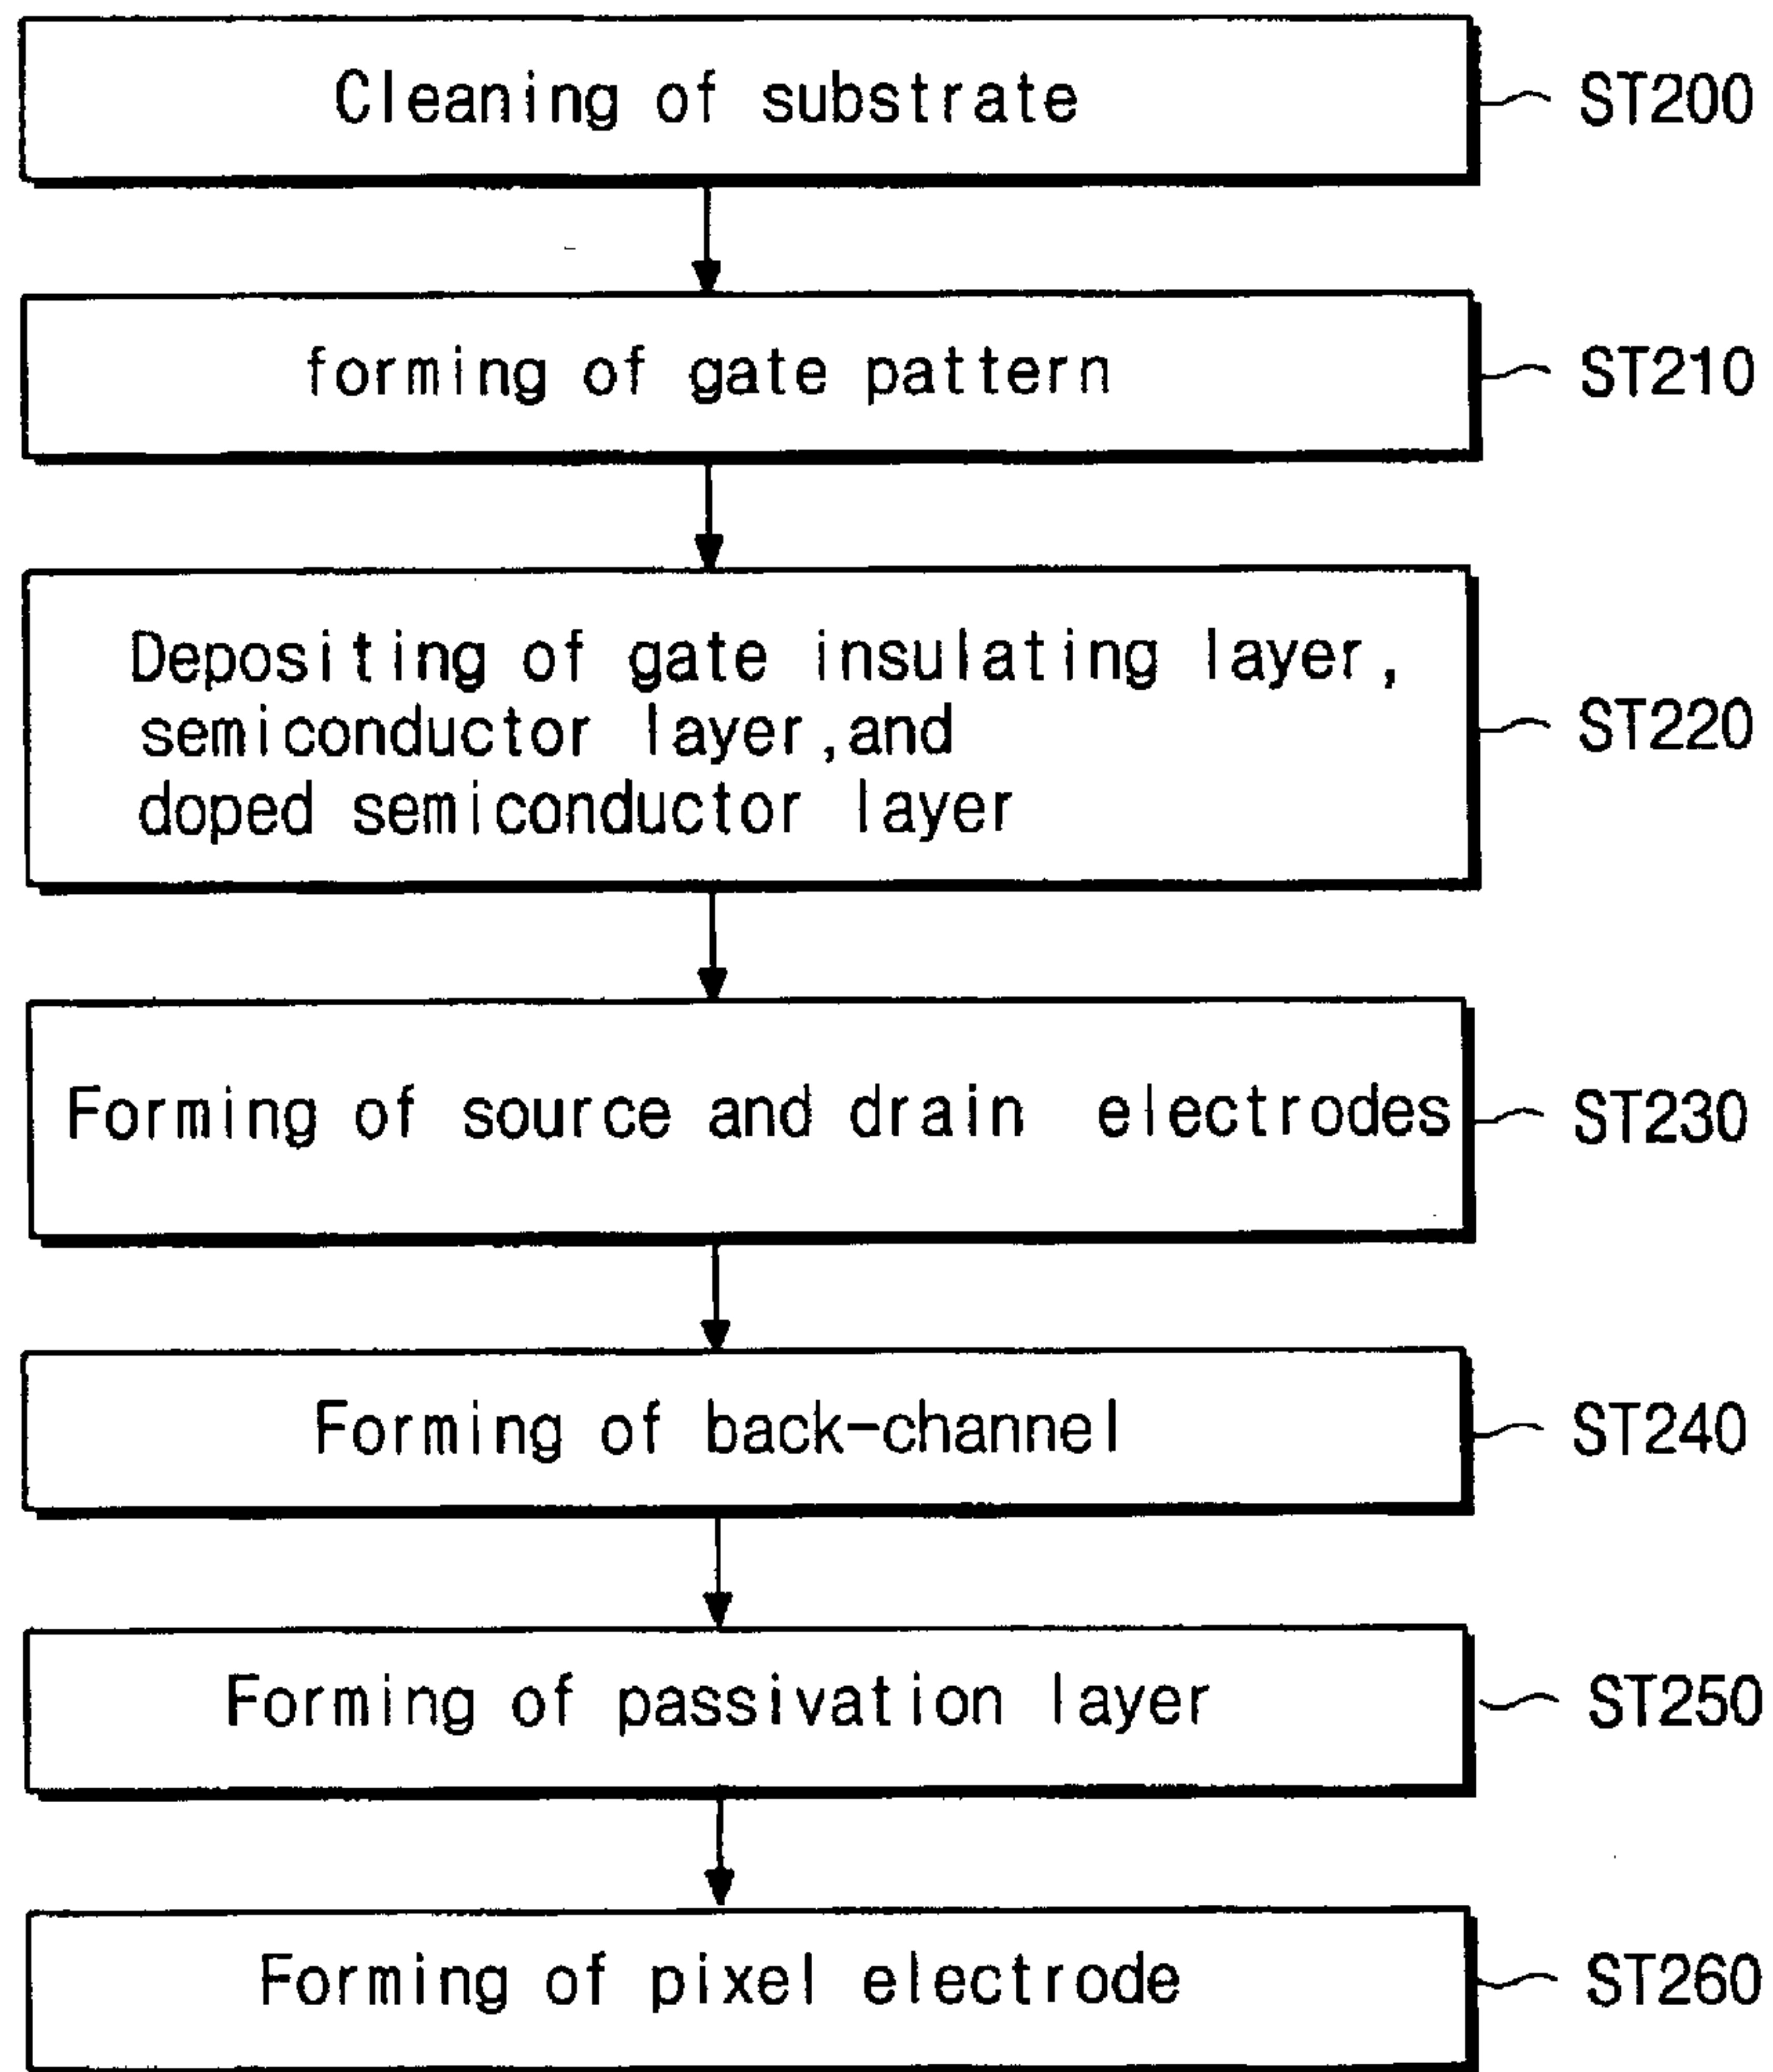 Cleaning of substrate
ST200
forming of gate pattern
ST210
Depositing of gate insulating layer,
semiconductor layer,and
doped semiconductor layer
ST220
Forming of source and drain electrodes
ST230
Forming of back-channel
ST240
Forming of passivation layer
ST250
Forming of pixel electrode
ST260